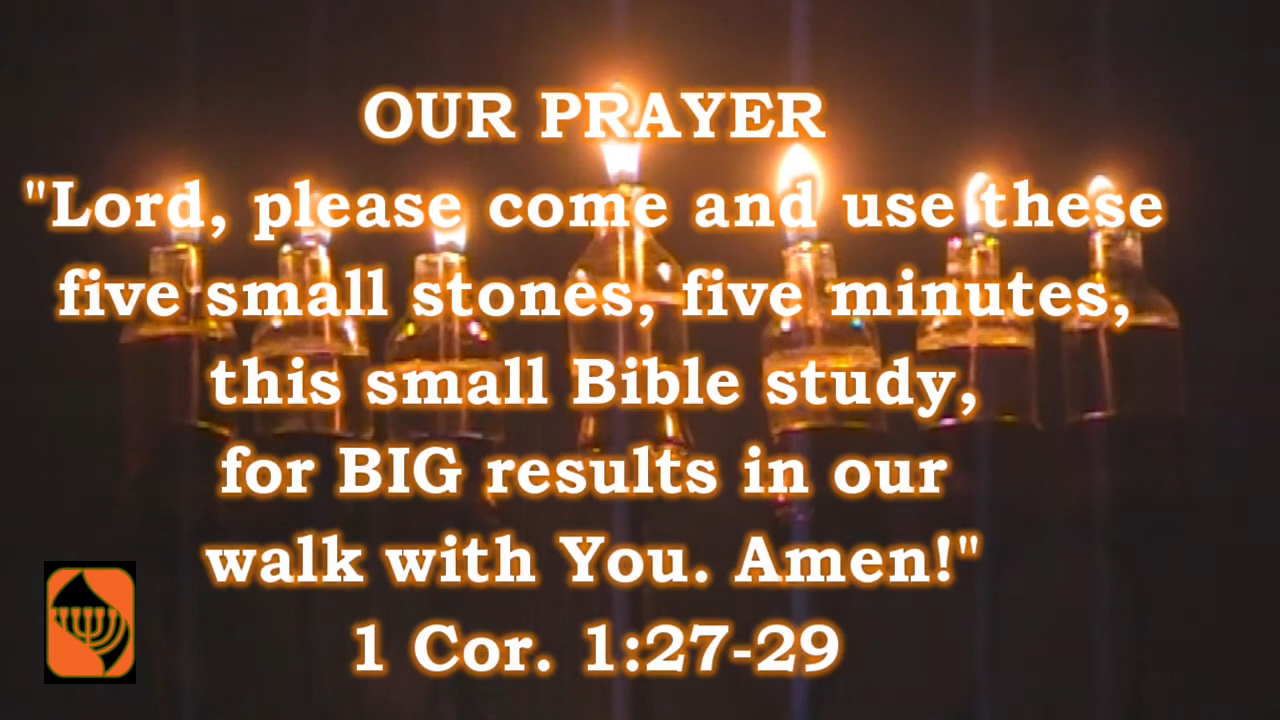 OUR PRAYER
"Lord, please come and use these
five small stones, five minutes,
this small Bible study,
for BIG results in our
walk with You. Amen!"
1 Cor. 1:27-29